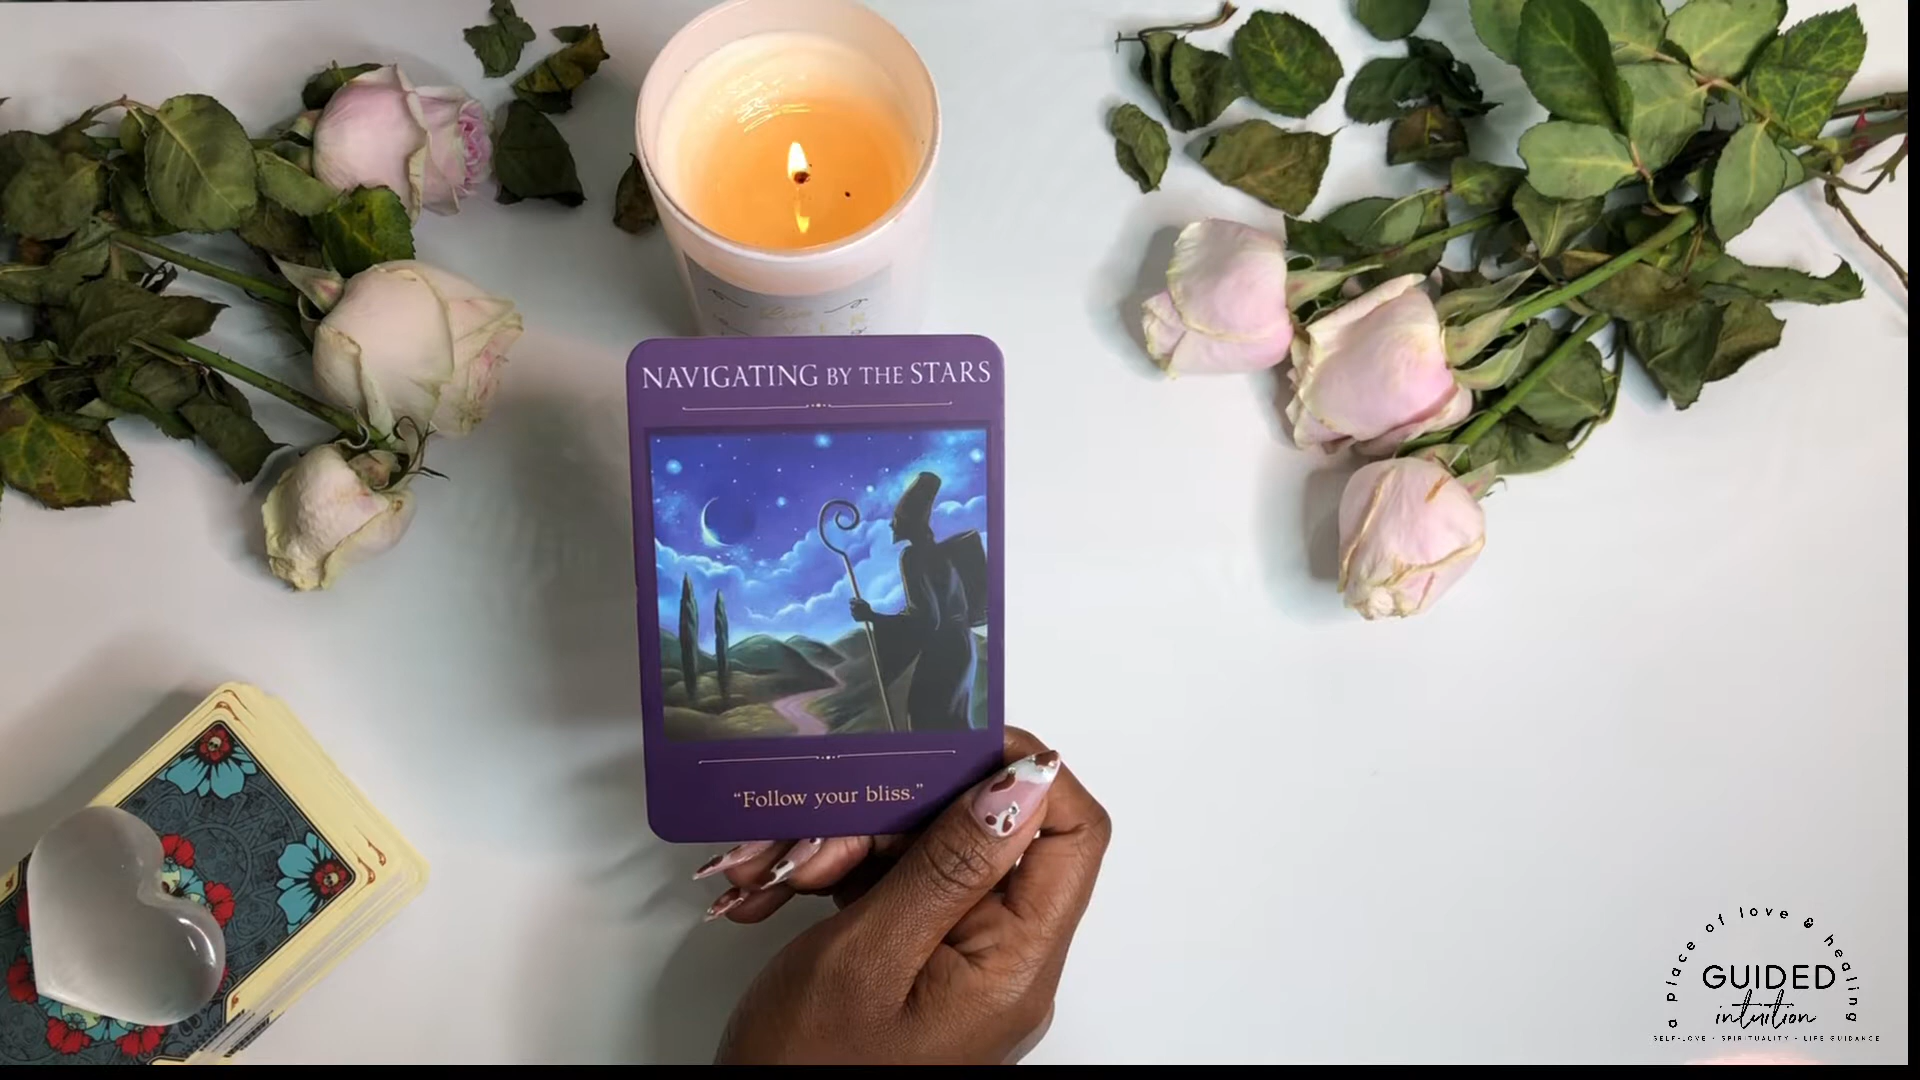 NAVIGATING BY THE STARS
"Follow your bliss."
a place of love & healing
GUIDED
intuition
SELF-LOVE • SPIRITUALITY • LIFE GUIDANCE